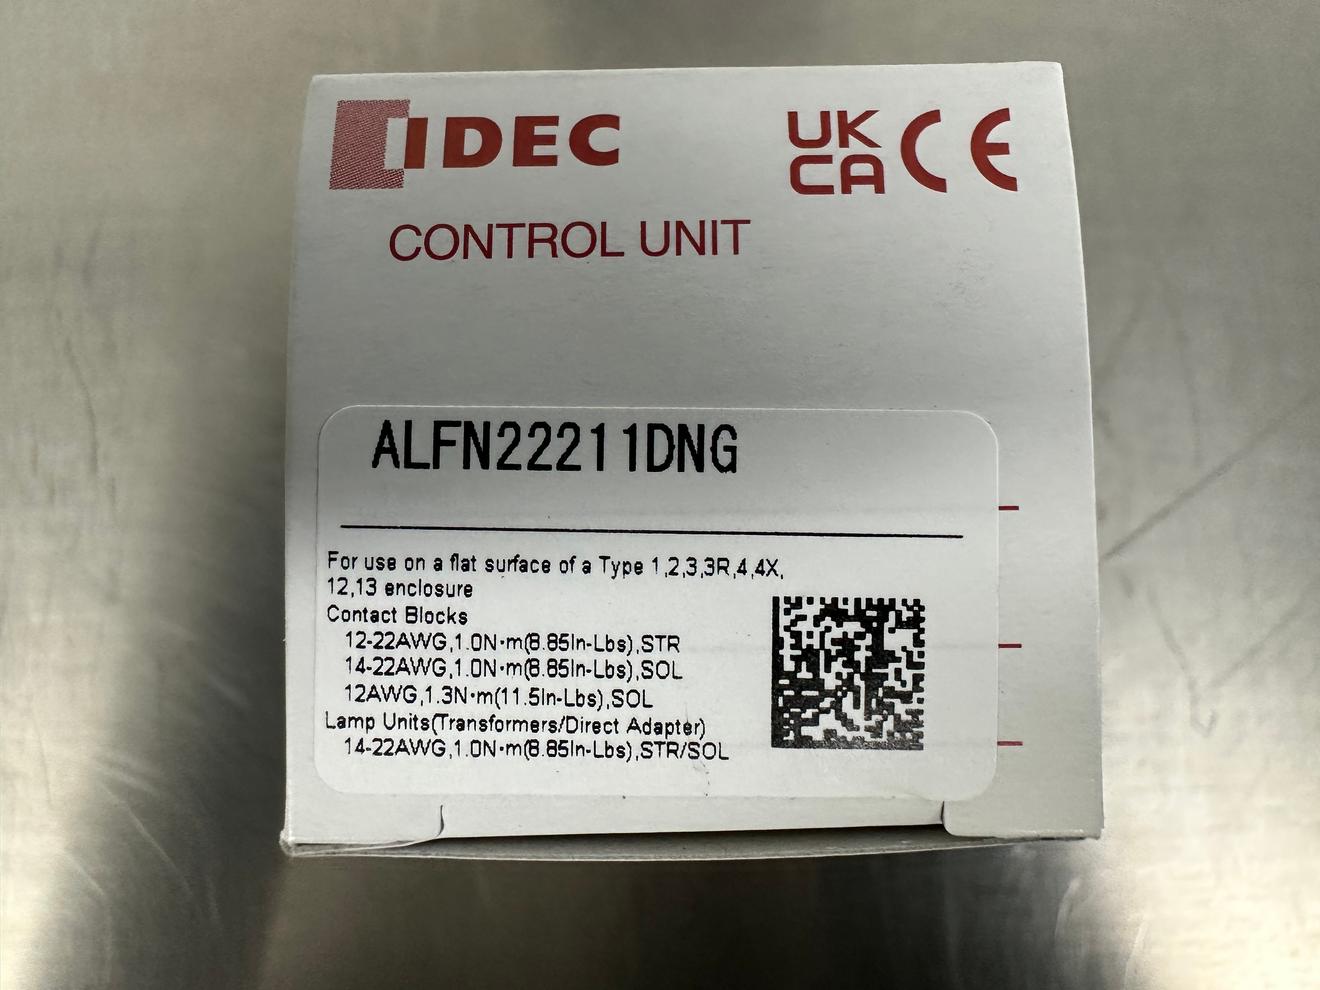 IDEC
UK
CA CE
CONTROL UNIT
ALFN22211DNG
For use on a flat surface of a Type 1,2,3,3R,4,4X,
12,13 enclosure
Contact Blocks
12-22AWG,1.0N·m(8.85In-Lbs),STR
14-22AWG,1.0N·m(8.85In-Lbs),SOL
12AWG,1.3N·m(11.5In-Lbs),SOL
Lamp Units(Transformers/Direct Adapter)
14-22AWG,1.0N·m(8.85In-Lbs),STR/SOL